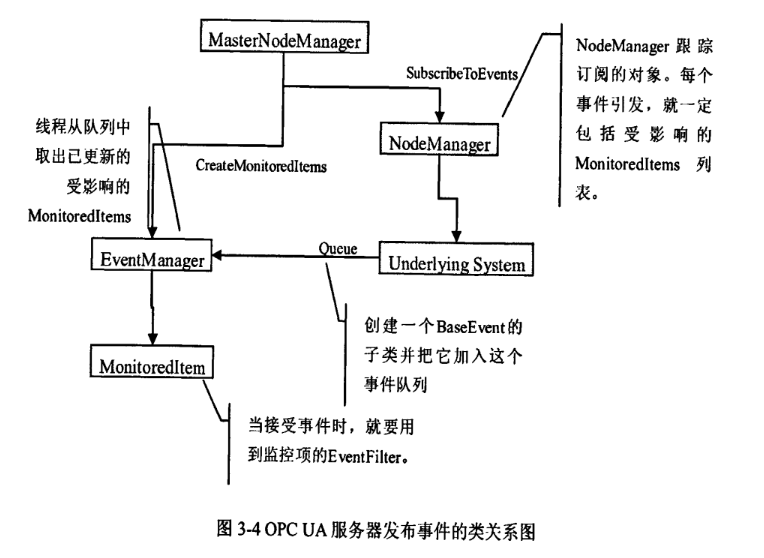 MasterNodeManager
SubscribeToEvents
NodeManager 跟踪
订阅的对象。每个
事件引发，就一定
包括受影响的
MonitoredItems 列
表。
线程从队列中
取出已更新的
受影响的
MonitoredItems
NodeManager
CreateMonitoredItems
EventManager
Queue
Underlying System
创建一个BaseEvent的
子类并把它加入这个
事件队列
MonitoredItem
当接受事件时，就要用
到监控项的EventFilter。
图 3-4 OPC UA 服务器发布事件的类关系图